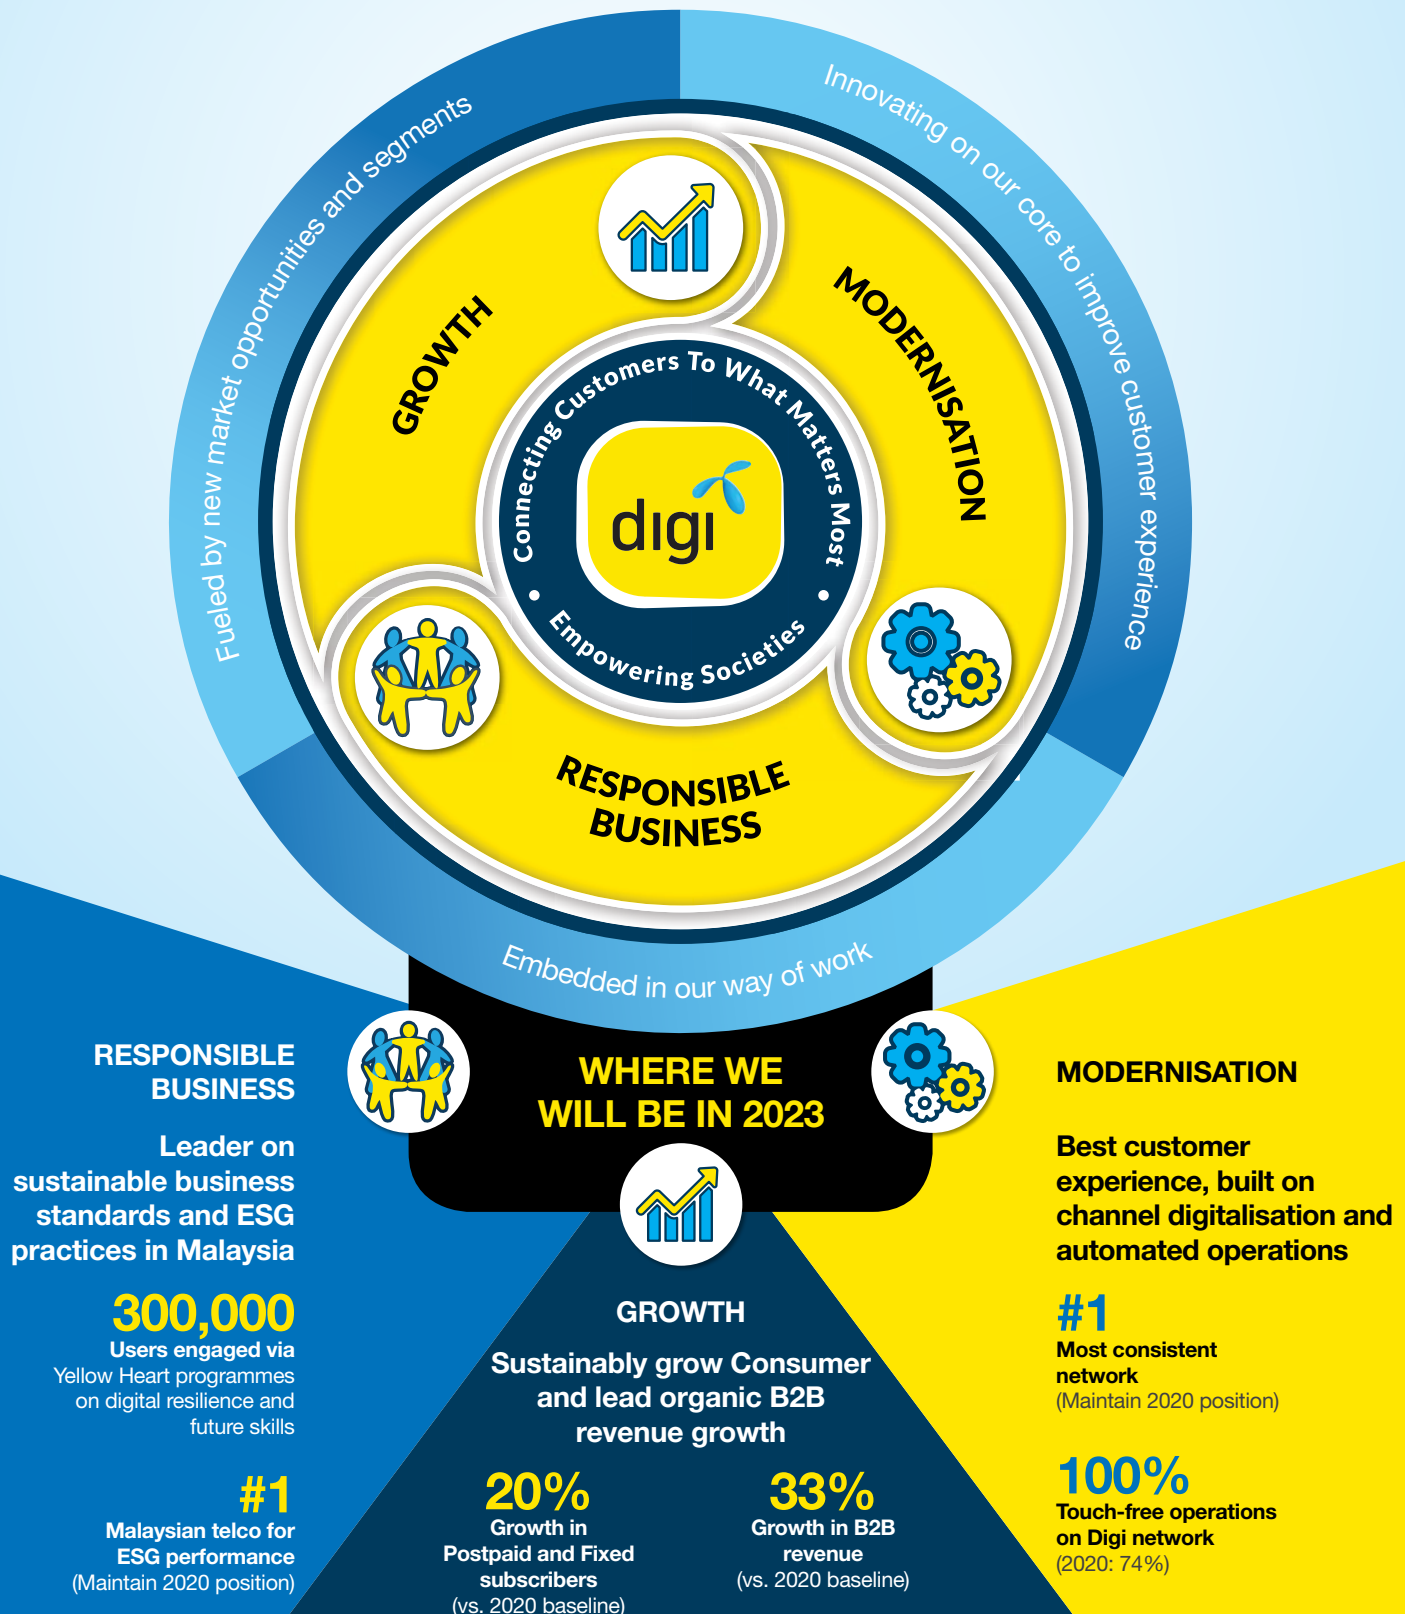 Fueled by new market opportunities and segments
Innovating on our core to improve customer experience
GROWTH
MODERNISATION
Connecting Customers To What Matters Most
digi
• Empowering Societies •
RESPONSIBLE
BUSINESS
Embedded in our way of work
WHERE WE
WILL BE IN 2023
RESPONSIBLE
BUSINESS
Leader on
sustainable business
standards and ESG
practices in Malaysia
300,000
Users engaged via
Yellow Heart programmes
on digital resilience and
future skills
#1
Malaysian telco for
ESG performance
(Maintain 2020 position)
GROWTH
Sustainably grow Consumer
and lead organic B2B
revenue growth
20%
Growth in
Postpaid and Fixed
subscribers
(vs. 2020 baseline)
33%
Growth in B2B
revenue
(vs. 2020 baseline)
MODERNISATION
Best customer
experience, built on
channel digitalisation and
automated operations
#1
Most consistent
network
(Maintain 2020 position)
100%
Touch-free operations
on Digi network
(2020: 74%)